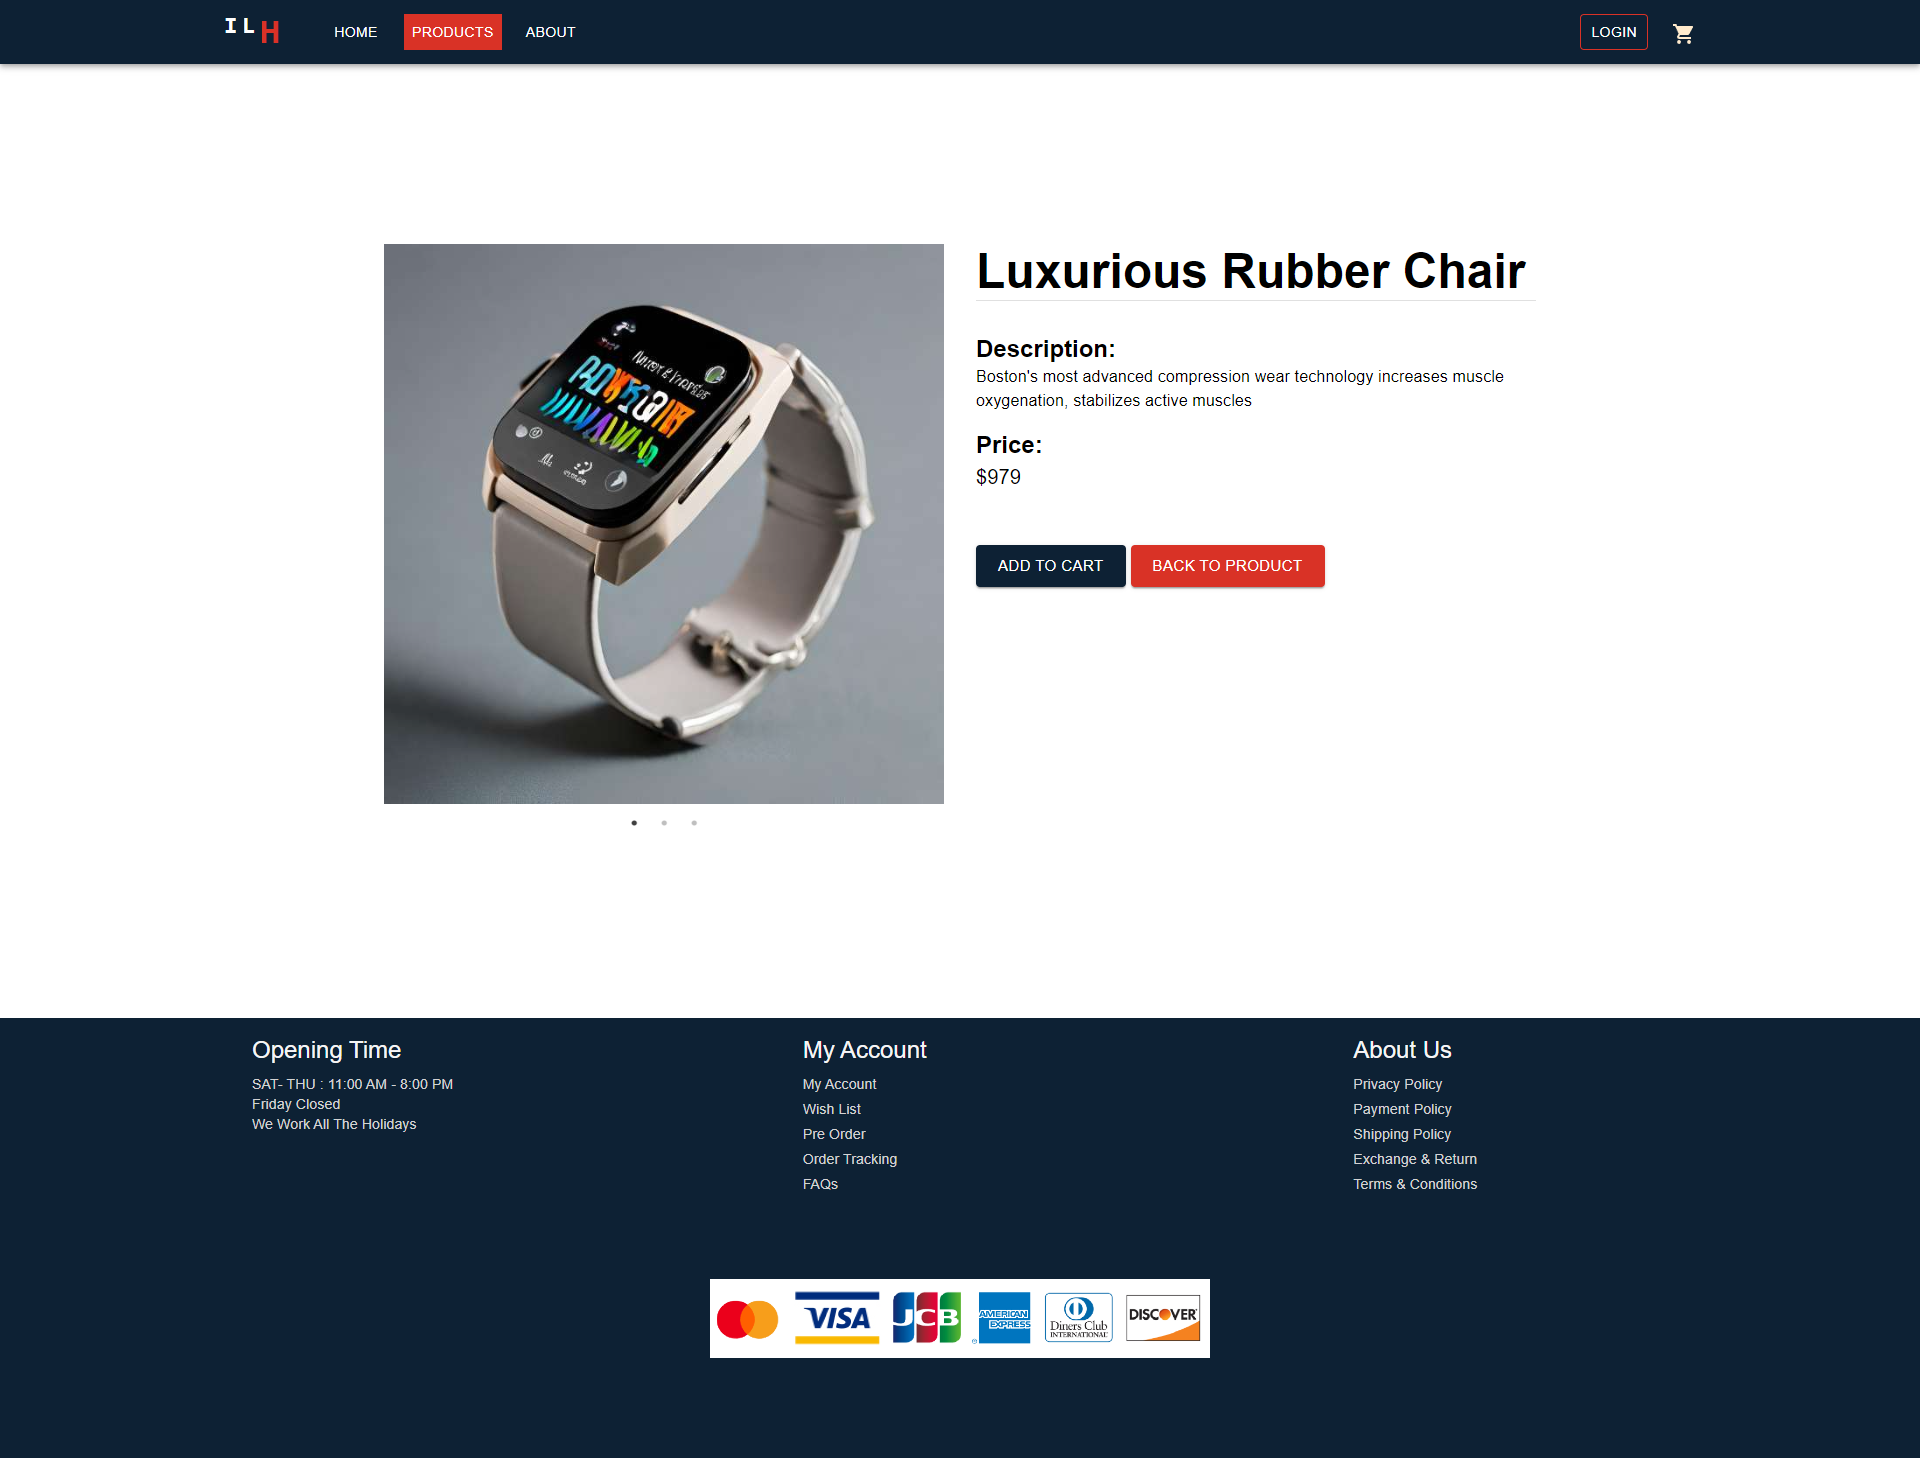 ILH
HOME
PRODUCTS
ABOUT
LOGIN
Luxurious Rubber Chair
Description:
Boston's most advanced compression wear technology increases muscle
oxygenation, stabilizes active muscles
Price:
$979
ADD TO CART
BACK TO PRODUCT
Opening Time
SAT- THU : 11:00 AM - 8:00 PM
Friday Closed
We Work All The Holidays
My Account
My Account
Wish List
Pre Order
Order Tracking
FAQs
About Us
Privacy Policy
Payment Policy
Shipping Policy
Exchange & Return
Terms & Conditions
VISA
JCB
AMERICAN
EXPRESS
Diners Club
INTERNATIONAL
DISCOVER